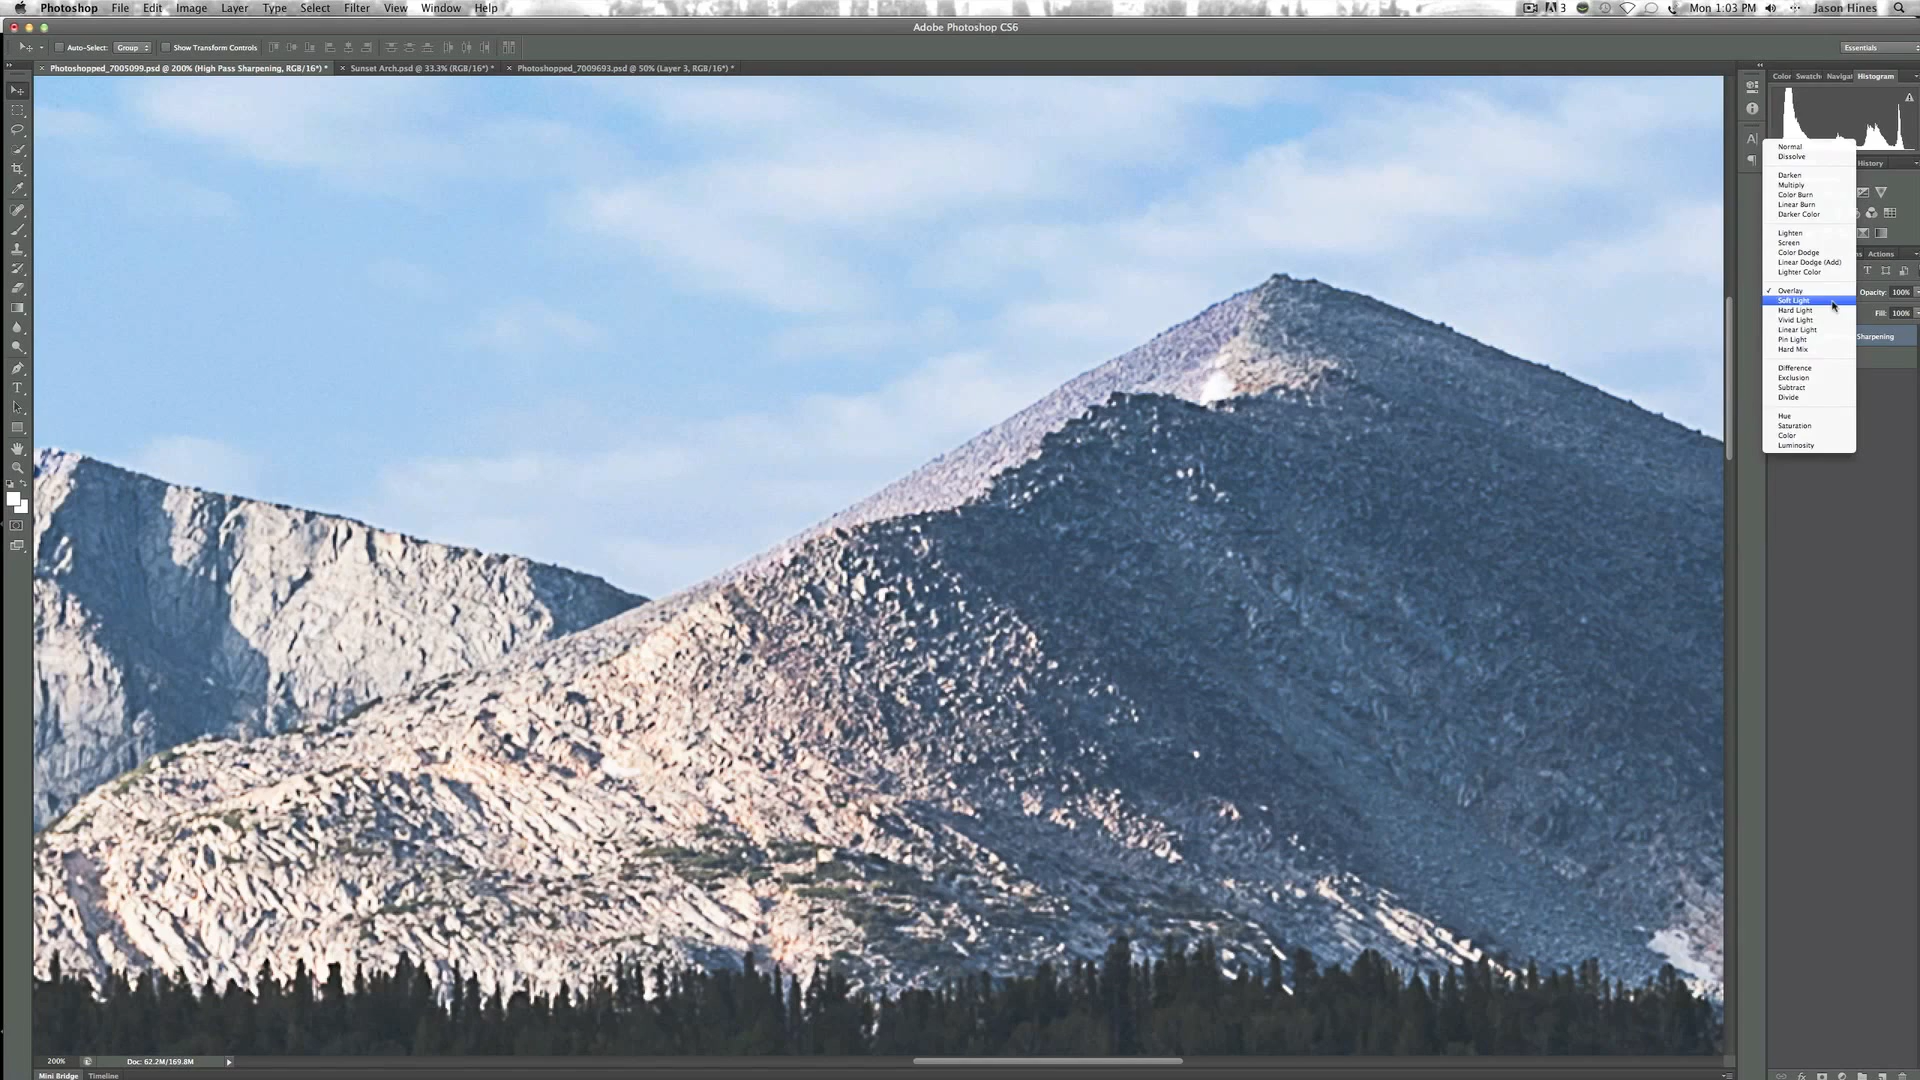 Photoshop File Edit Image Layer Type Select Filter View Window Help
3 Mon 1:03 PM Jason Hines
Adobe Photoshop CS6
Auto-Select: Group Show Transform Controls Essentials
Photoshopped_7005099.psd @ 200% (High Pass Sharpening, RGB/16*) * Sunset Arch.psd @ 33.3% (RGB/16*) * Photoshopped_7009693.psd @ 50% (Layer 3, RGB/16*) *
Color Swatch Navigat Histogram
Normal
Dissolve
History
Darken
Multiply
Color Burn
Linear Burn
Darker Color
Lighten
Screen
Color Dodge
Actions
Linear Dodge (Add)
Lighter Color
✓ Overlay
Opacity: 100%
Soft Light
Hard Light
Fill: 100%
Vivid Light
Linear Light
Sharpening
Pin Light
Hard Mix
Difference
Exclusion
Subtract
Divide
Hue
Saturation
Color
Luminosity
200% Doc: 62.2M/169.8M
Mini Bridge Timeline